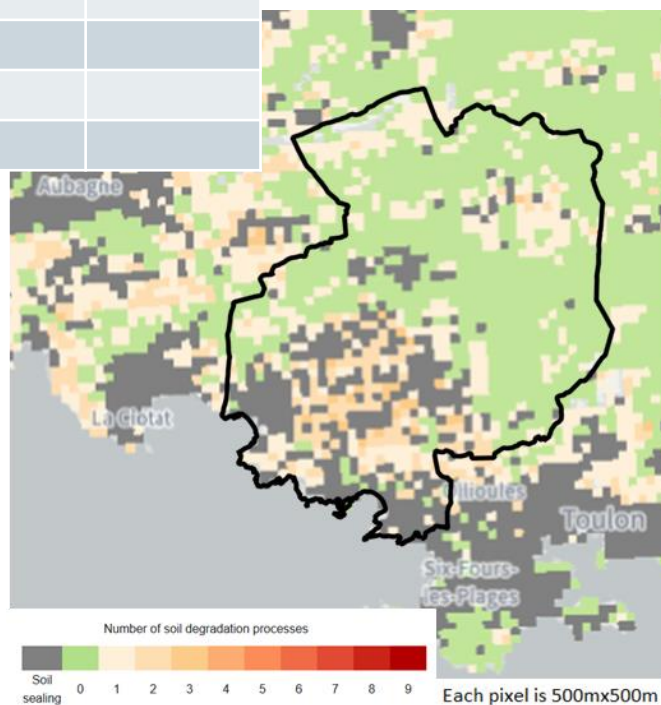 Aubagne
La Ciotat
Ollioules
Toulon
Six-Fours-
les-Plages
Number of soil degradation processes
Soil
sealing
0 1 2 3 4 5 6 7 8 9
Each pixel is 500mx500m